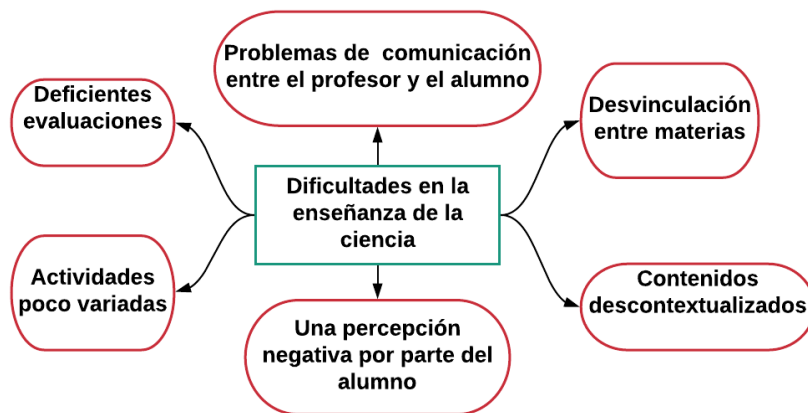 Problemas de comunicación
entre el profesor y el alumno
Deficientes
evaluaciones
Desvinculación
entre materias
Dificultades en la
enseñanza de la
ciencia
Actividades
poco variadas
Contenidos
descontextualizados
Una percepción
negativa por parte del
alumno